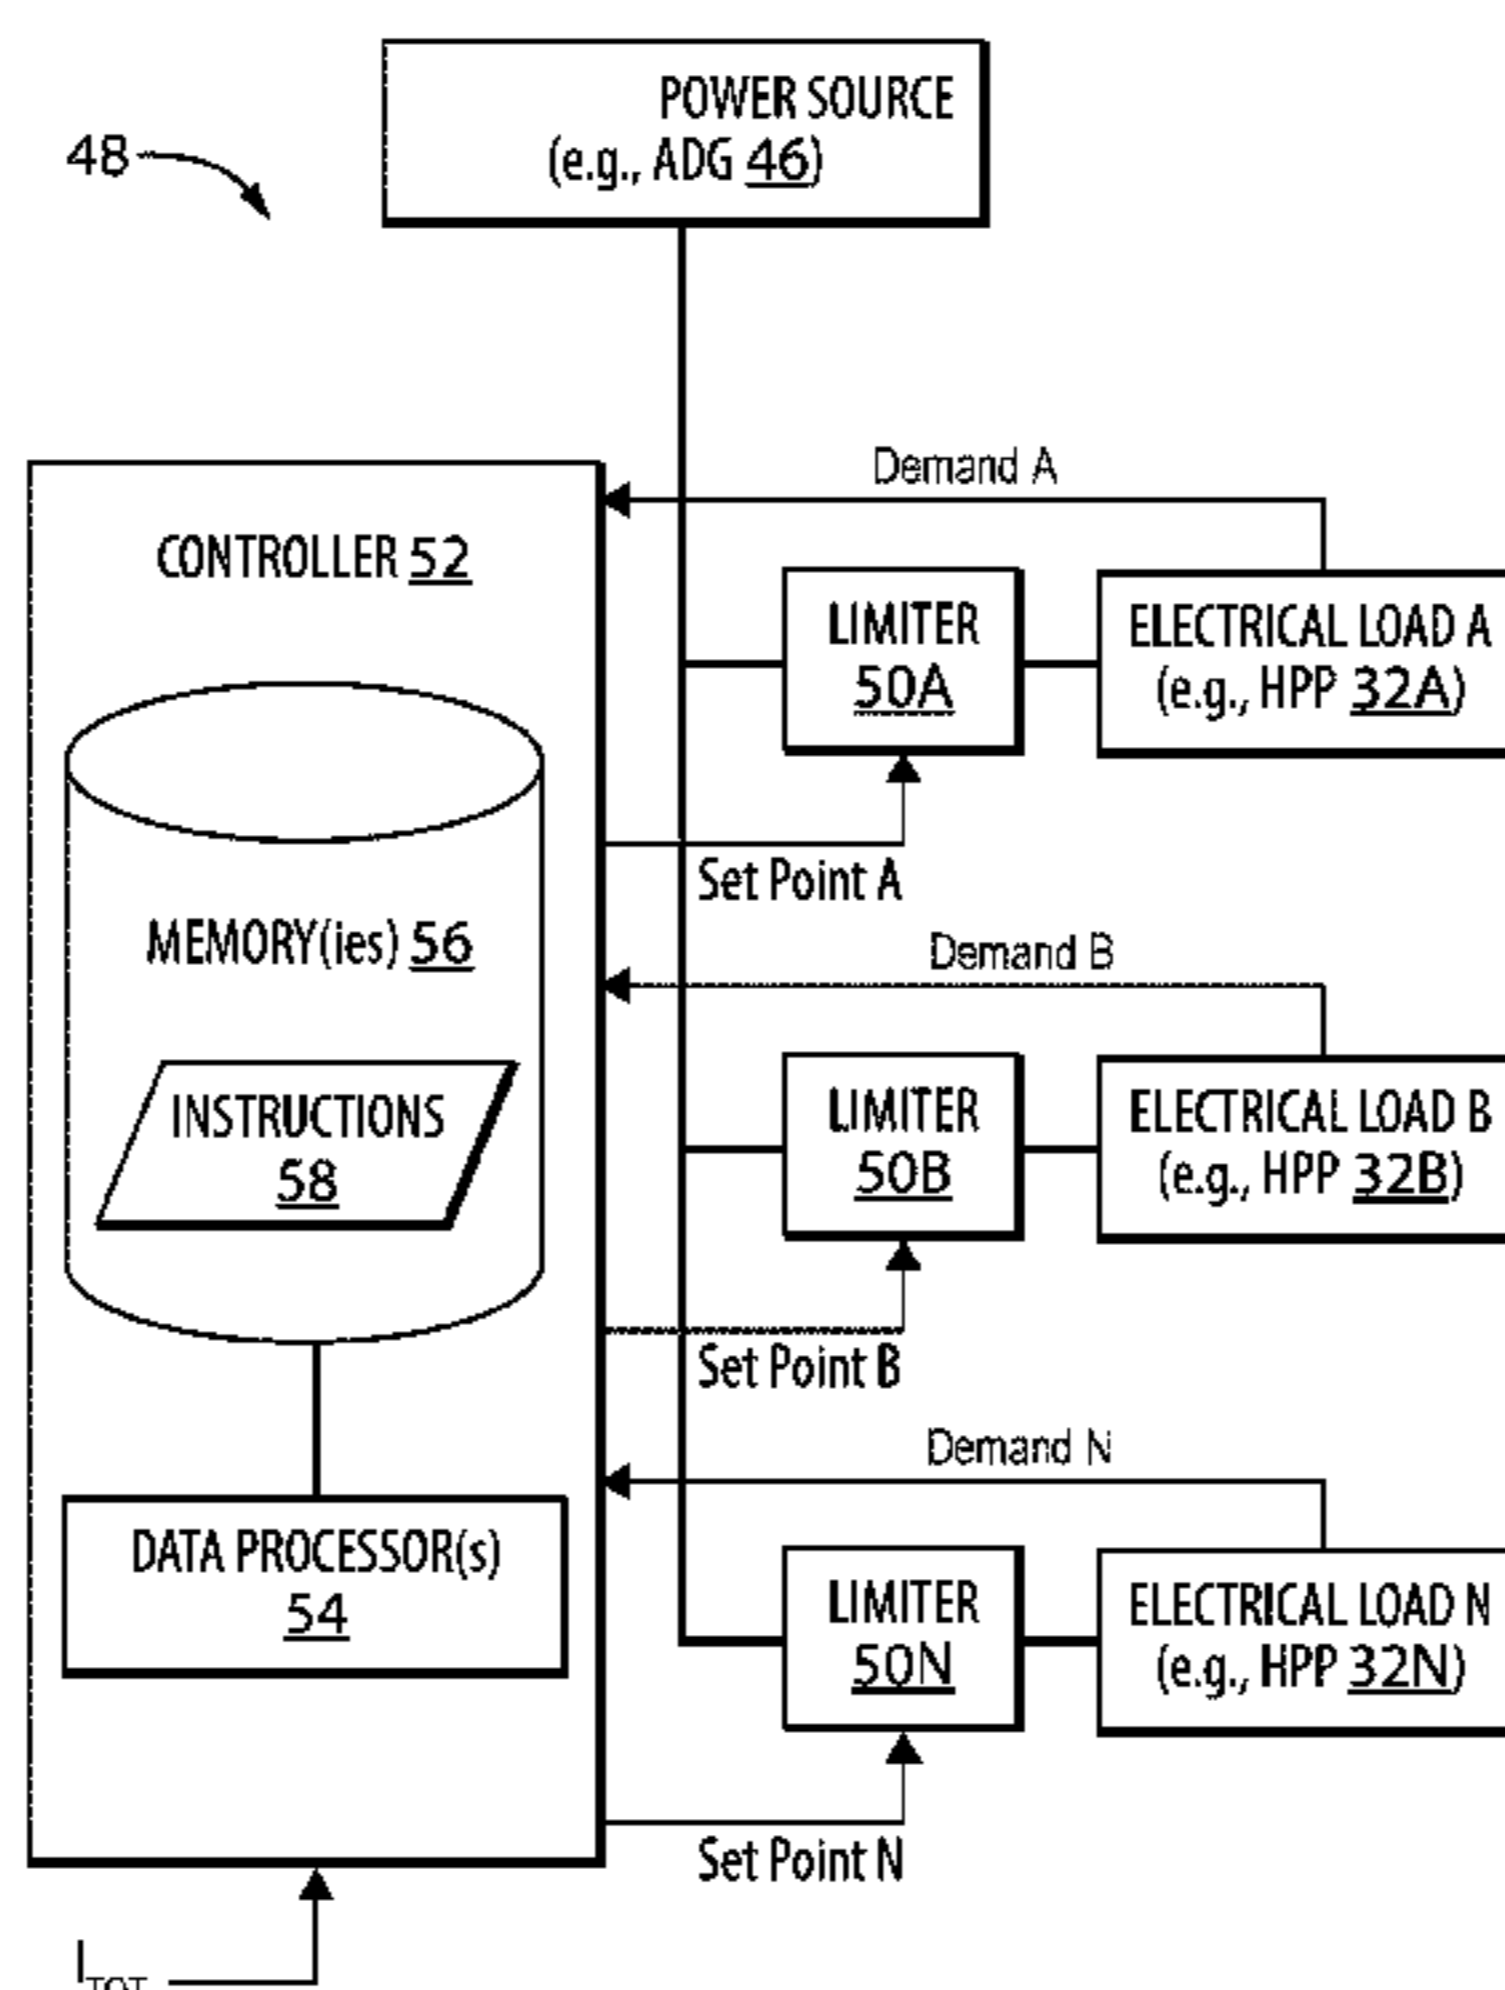 POWER SOURCE
(e.g., ADG 46)
48
Demand A
CONTROLLER 52
LIMITER
50A
ELECTRICAL LOAD A
(e.g., HPP 32A)
Set Point A
MEMORY(ies) 56
Demand B
INSTRUCTIONS
58
LIMITER
50B
ELECTRICAL LOAD B
(e.g., HPP 32B)
Set Point B
Demand N
DATA PROCESSOR(s)
54
LIMITER
50N
ELECTRICAL LOAD N
(e.g., HPP 32N)
Set Point N
ITOT